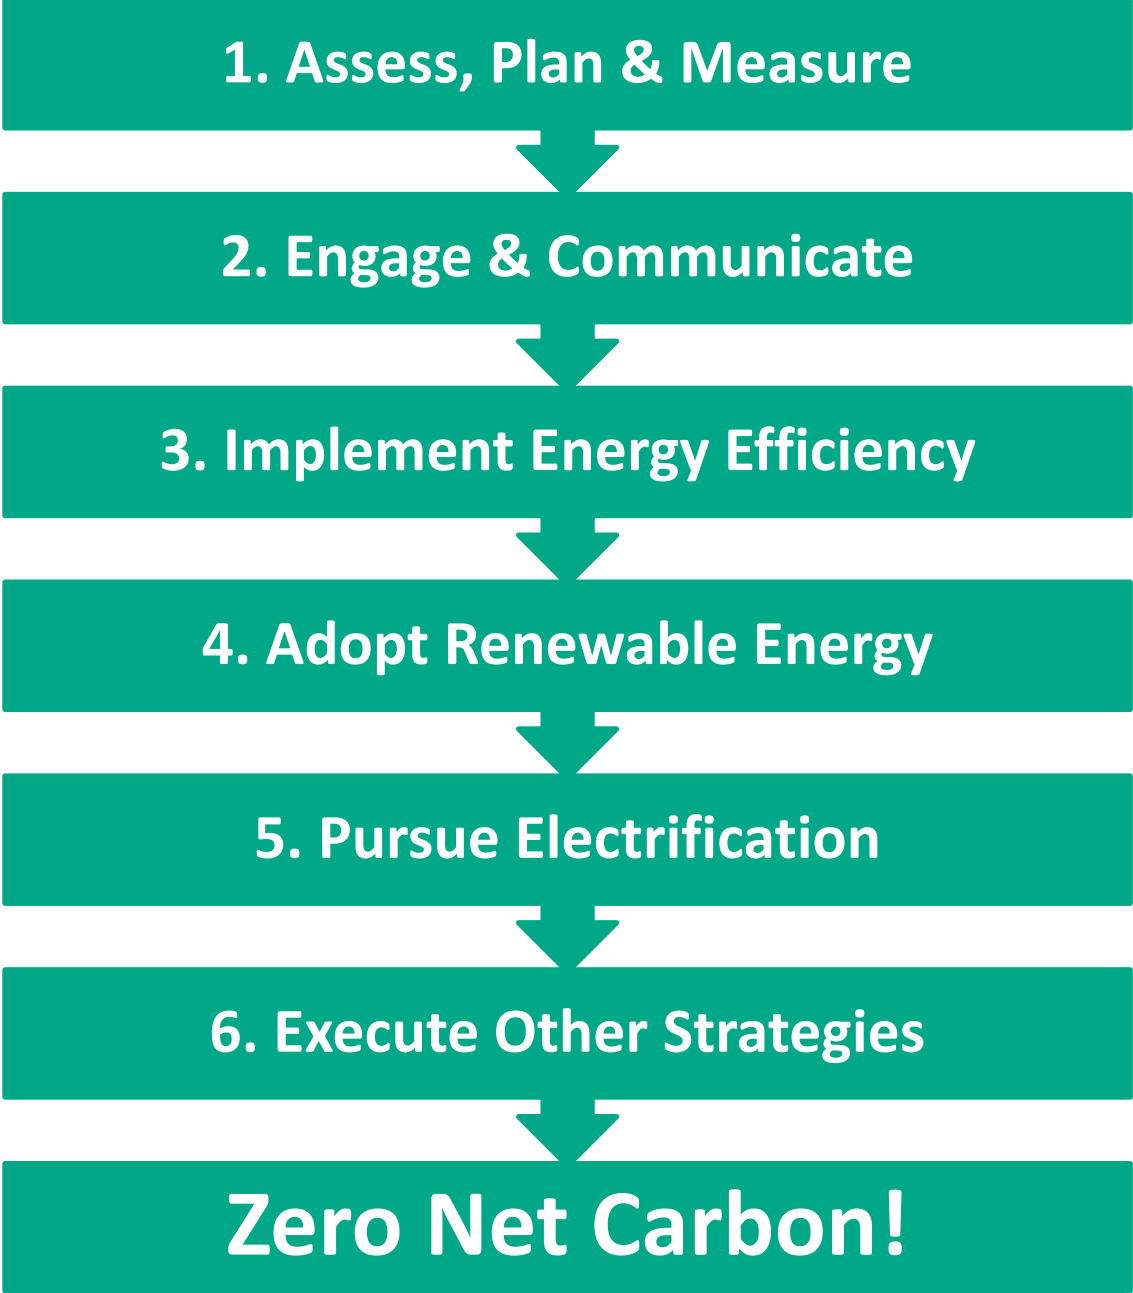 1. Assess, Plan & Measure
2. Engage & Communicate
3. Implement Energy Efficiency
4. Adopt Renewable Energy
5. Pursue Electrification
6. Execute Other Strategies
Zero Net Carbon!